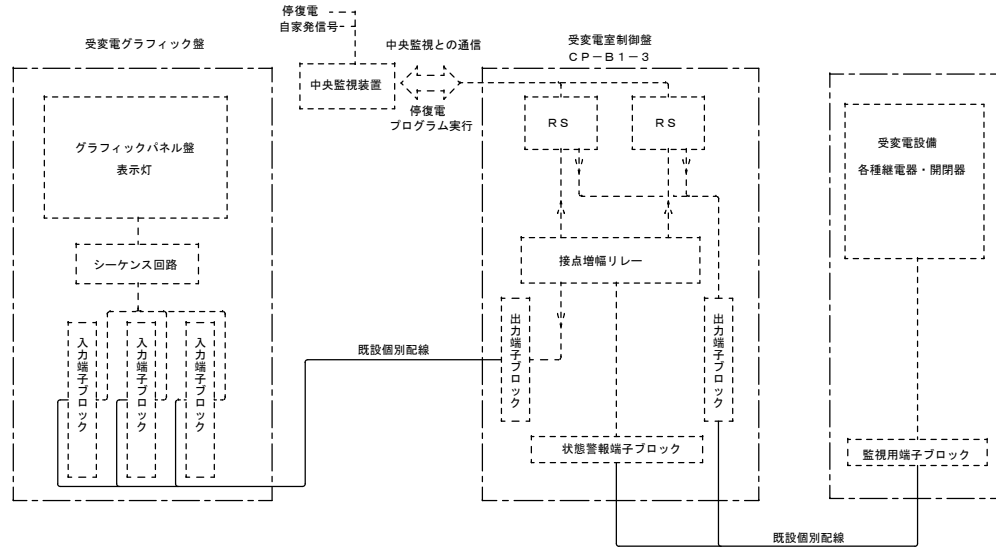 停復電
自家発信号
受変電グラフィック盤
中央監視との通信
受変電室制御盤
CP-B1-3
中央監視装置
停復電
プログラム実行
グラフィックパネル盤
表示灯
RS
RS
受変電設備
各種継電器・開閉器
シーケンス回路
接点増幅リレー
入力端子ブロック
入力端子ブロック
入力端子ブロック
既設個別配線
出力端子ブロック
出力端子ブロック
状態警報端子ブロック
監視用端子ブロック
既設個別配線